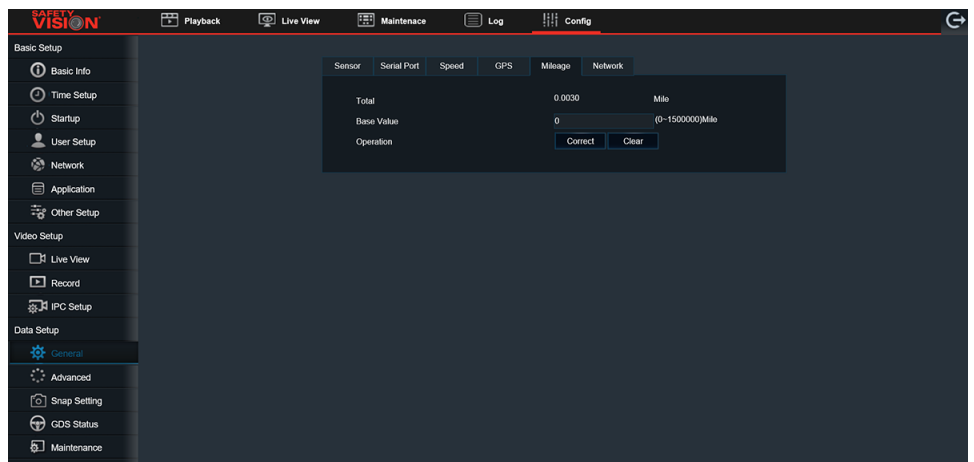 SAFETY
VISION
Playback Live View Maintenace Log Config
Basic Setup
Basic Info
Time Setup
Startup
User Setup
Network
Application
Other Setup
Video Setup
Live View
Record
IPC Setup
Data Setup
General
Advanced
Snap Setting
GDS Status
Maintenance
Sensor Serial Port Speed GPS Mileage Network
Total 0.0030 Mile
Base Value 0 (0~1500000)Mile
Operation Correct Clear